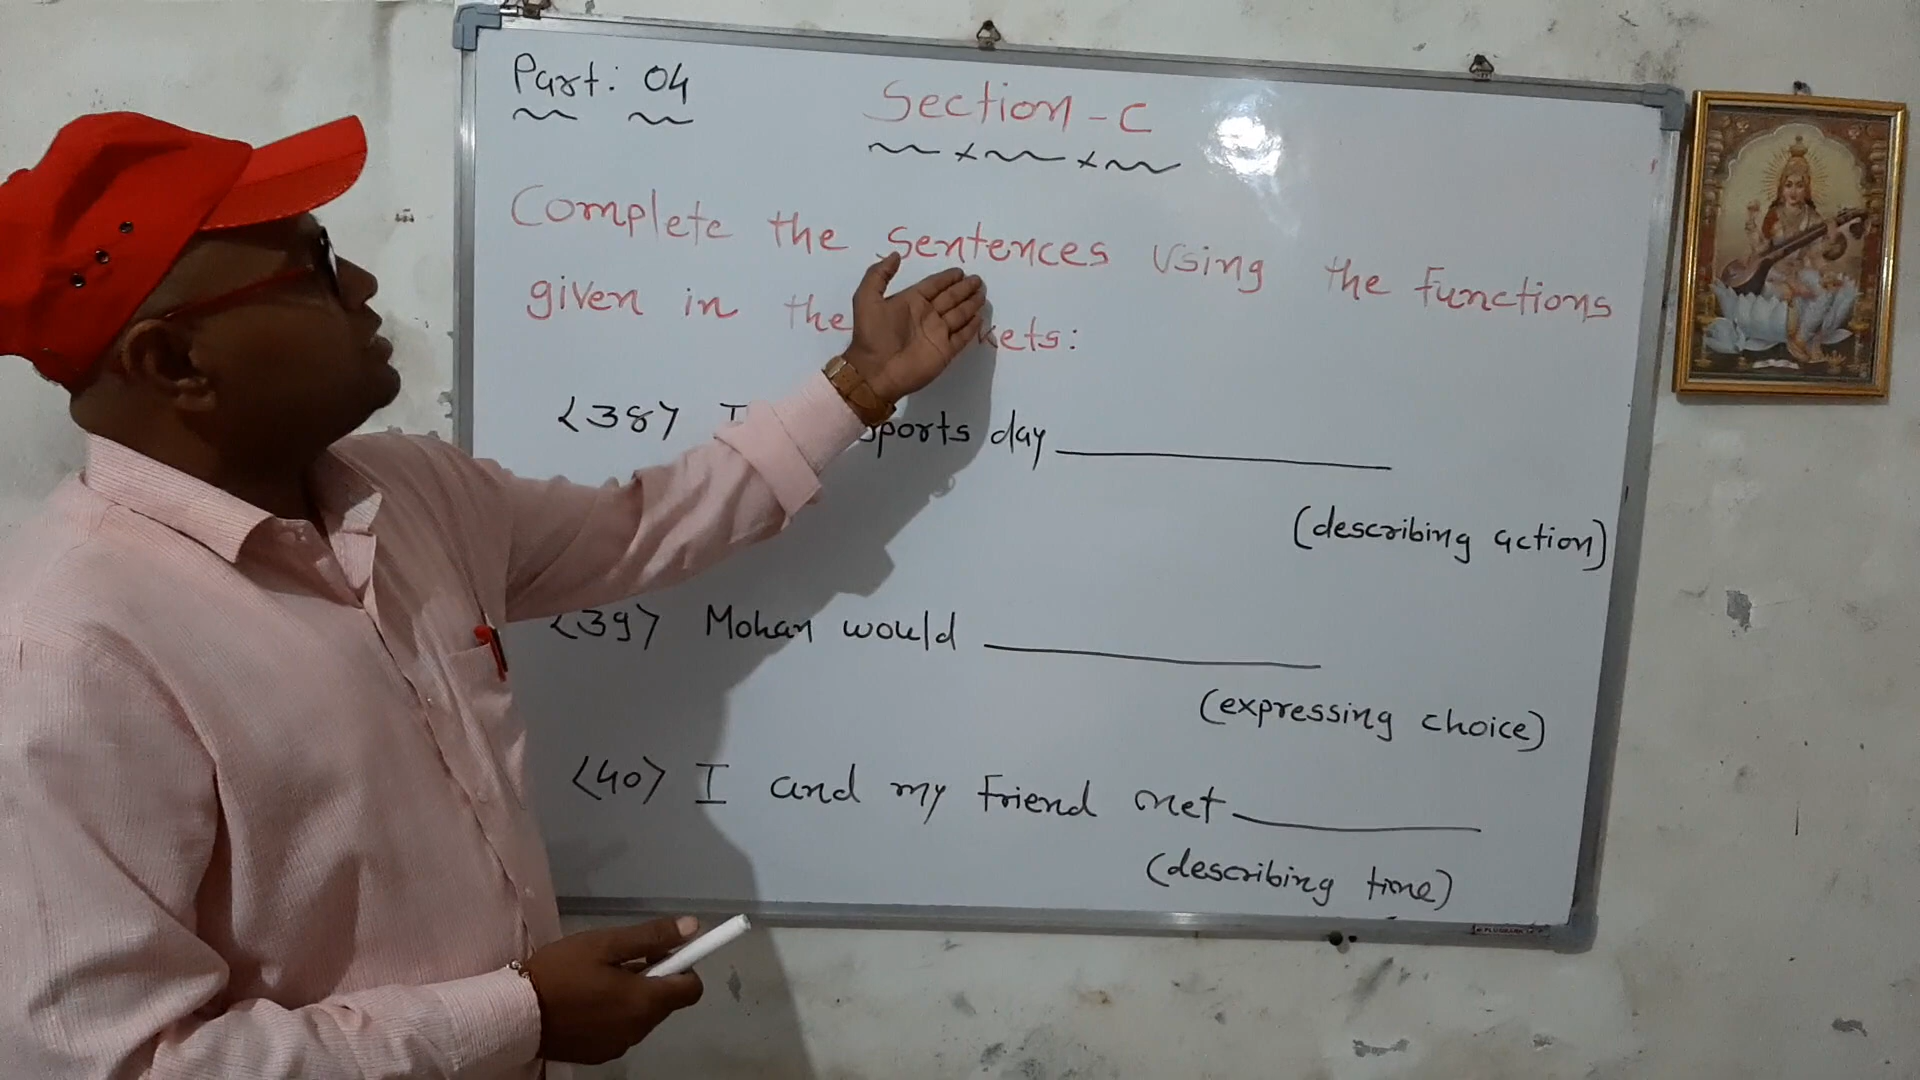 Part: 04
Section - C
Complete the sentences using the functions
given in the
<38> sports day
(describing action)
<39> Mohan would
(expressing choice)
<40> I and my friend met
(describing time)